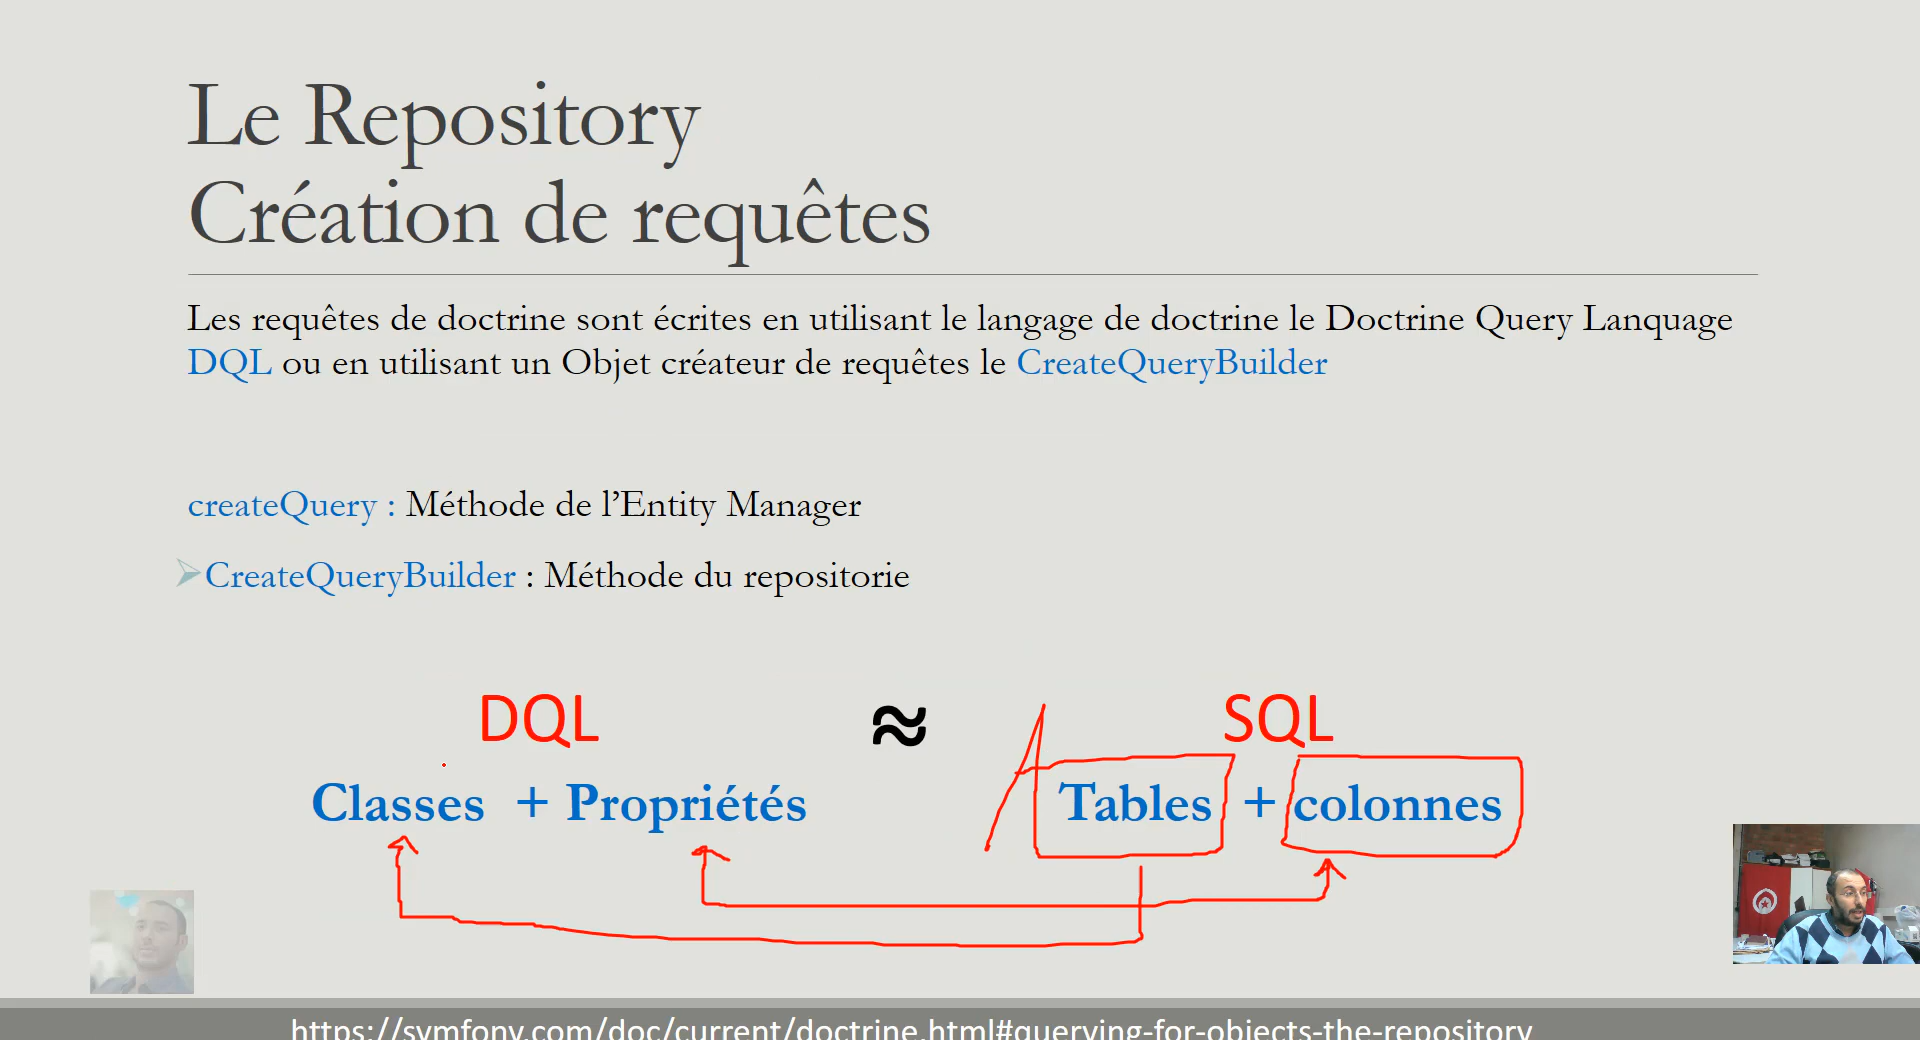 Le Repository
Création de requêtes
Les requêtes de doctrine sont écrites en utilisant le langage de doctrine le Doctrine Query Lanquage
DQL ou en utilisant un Objet créateur de requêtes le CreateQueryBuilder
createQuery : Méthode de l’Entity Manager
CreateQueryBuilder : Méthode du repositorie
DQL ≈ SQL
Classes + Propriétés Tables + colonnes
https://symfony.com/doc/current/doctrine.html#querying-for-objects-the-repository